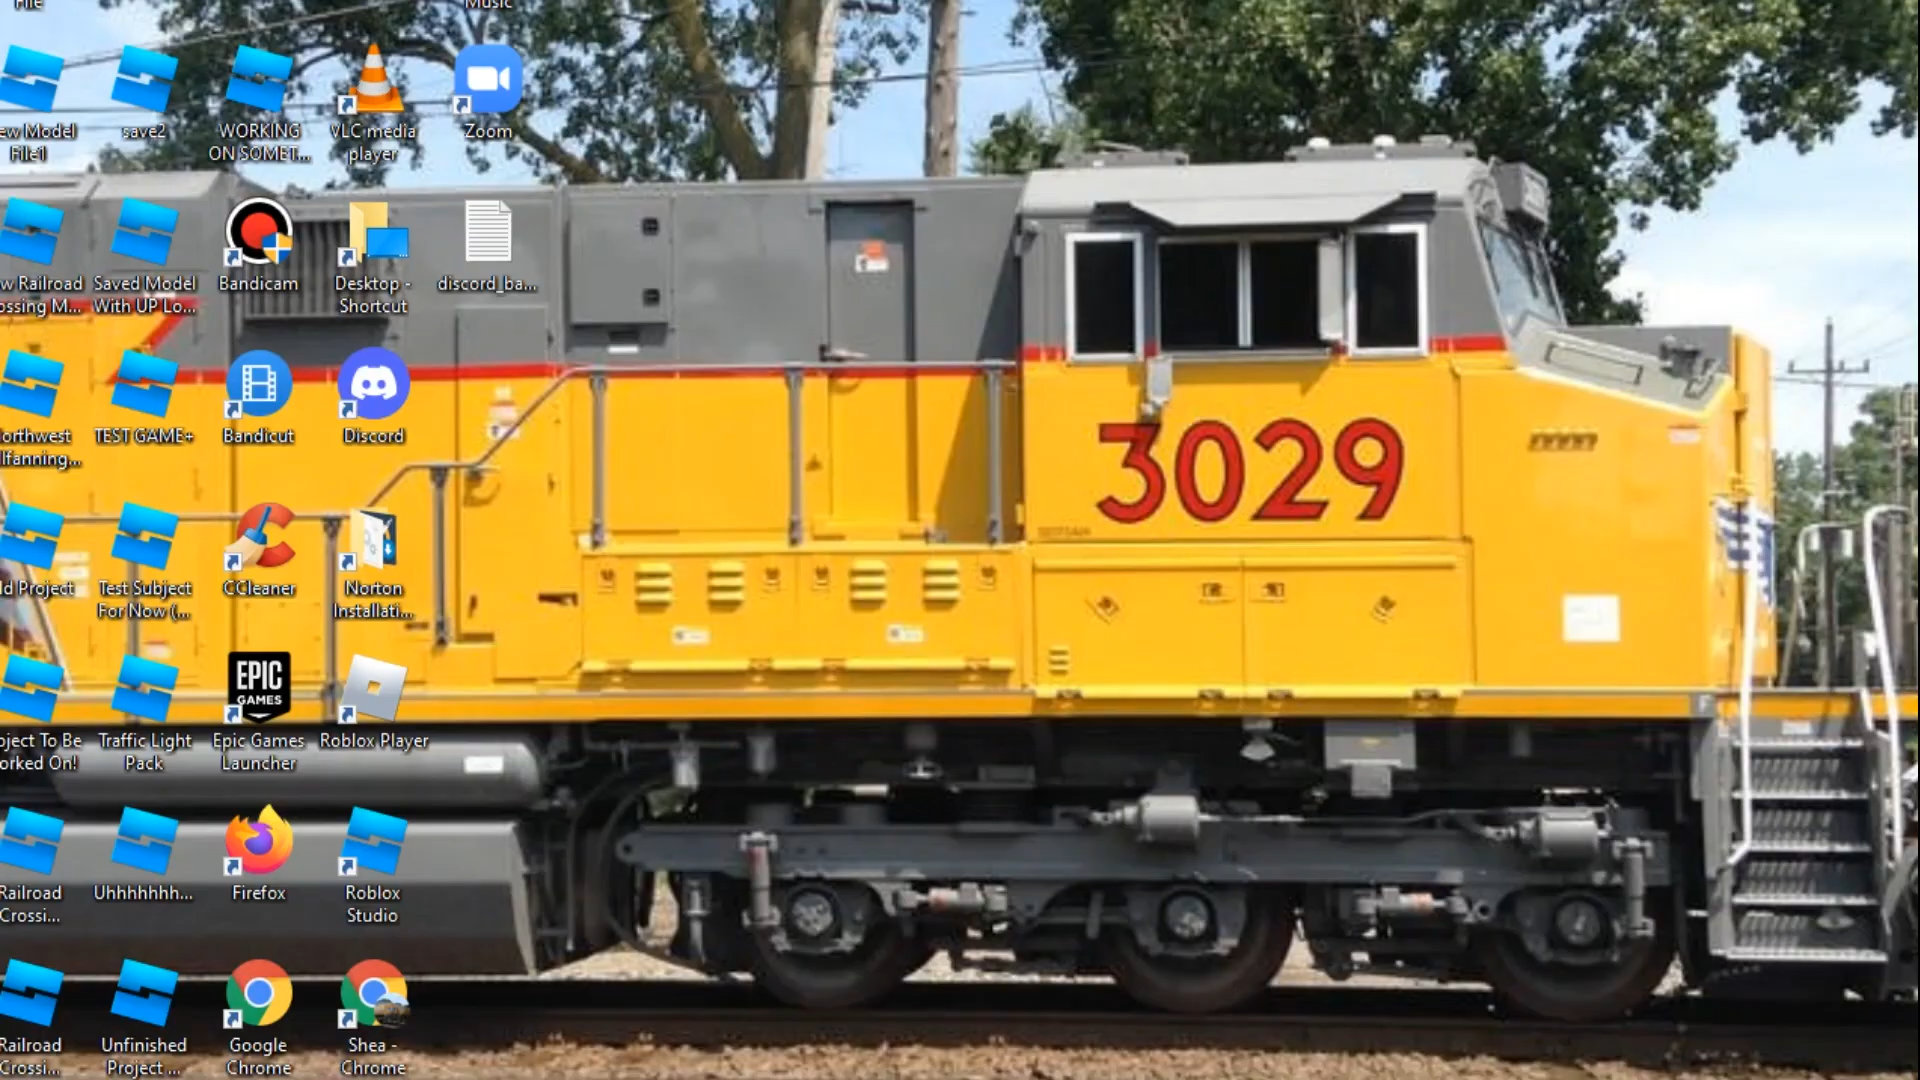 File
Music
ew Model
File1
save2
WORKING
ON SOMET...
VLC media
player
Zoom
w Railroad
ossing M...
Saved Model
With UP Lo...
Bandicam
Desktop -
Shortcut
discord_ba...
orthwest
ilfanning...
TEST GAME+
Bandicut
Discord
3029
ld Project
Test Subject
For Now (...
CCleaner
Norton
Installati...
EPIC
GAMES
oject To Be
orked On!
Traffic Light
Pack
Epic Games
Launcher
Roblox Player
Railroad
Crossi...
Uhhhhhhh...
Firefox
Roblox
Studio
Railroad
Crossi...
Unfinished
Project ...
Google
Chrome
Shea -
Chrome